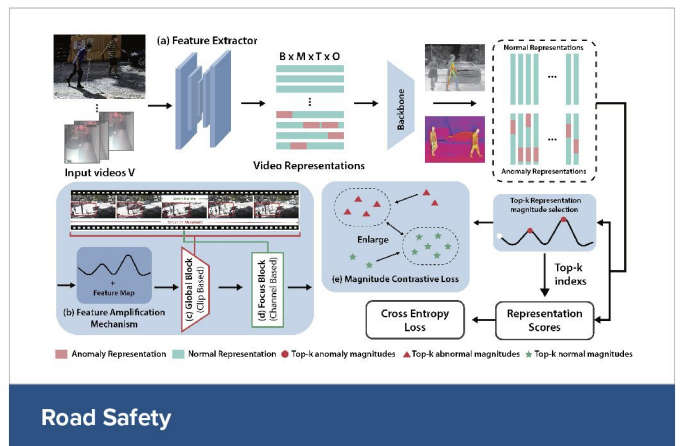 (a) Feature Extractor
B x M x T x O
Normal Representations
...
Backbone
...
Input videos V
Video Representations
Anomaly Representations
Top-k Representation
magnitude selection
Enlarge
+
Feature Map
(c) Global Block
(Clip Based)
(d) Focus Block
(Channel Based)
(e) Magnitude Contrastive Loss
Top-k
indexs
(b) Feature Amplification
Mechanism
Cross Entropy
Loss
Representation
Scores
Anomaly Representation
Normal Representation
Top-k anomaly magnitudes
Top-k abnormal magnitudes
Top-k normal magnitudes
Road Safety